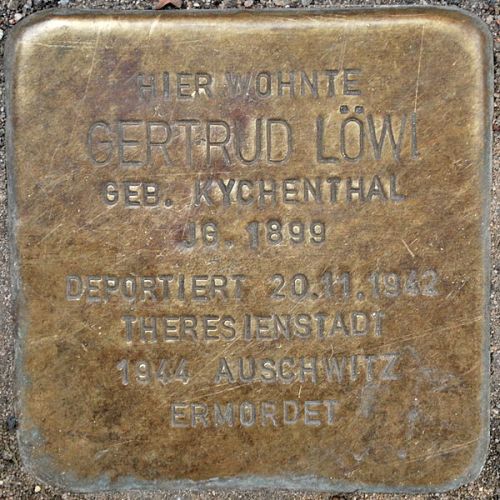 HIER WOHNTE
GERTRUD LÖWI
GEB. KYCHENTHAL
JG. 1899
DEPORTIERT 20.11.1942
THERESIENSTADT
1944 AUSCHWITZ
ERMORDET